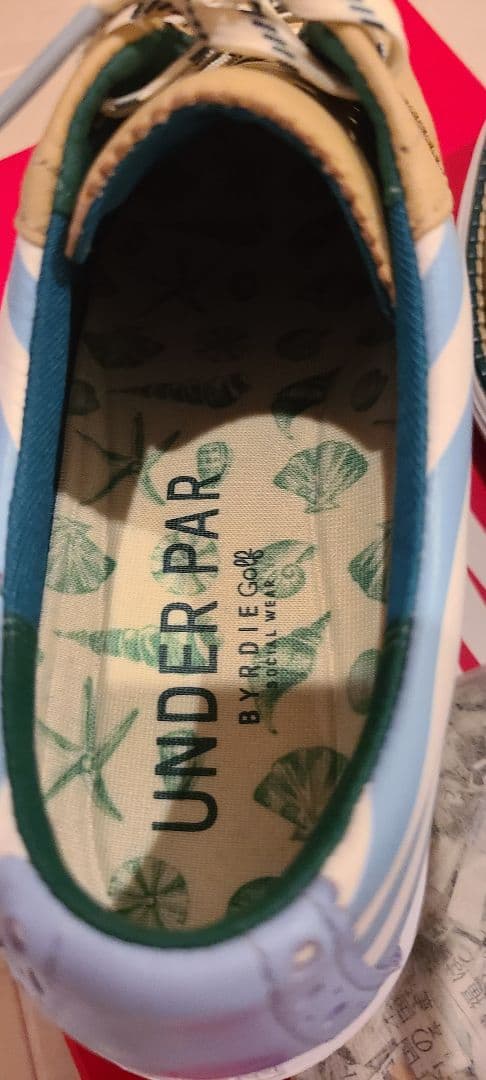 UNDER PAR
BYRDIE Golf
SOCIAL WEAR